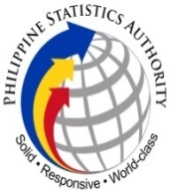 PHILIPPINE STATISTICS AUTHORITY
Solid • Responsive • World-class